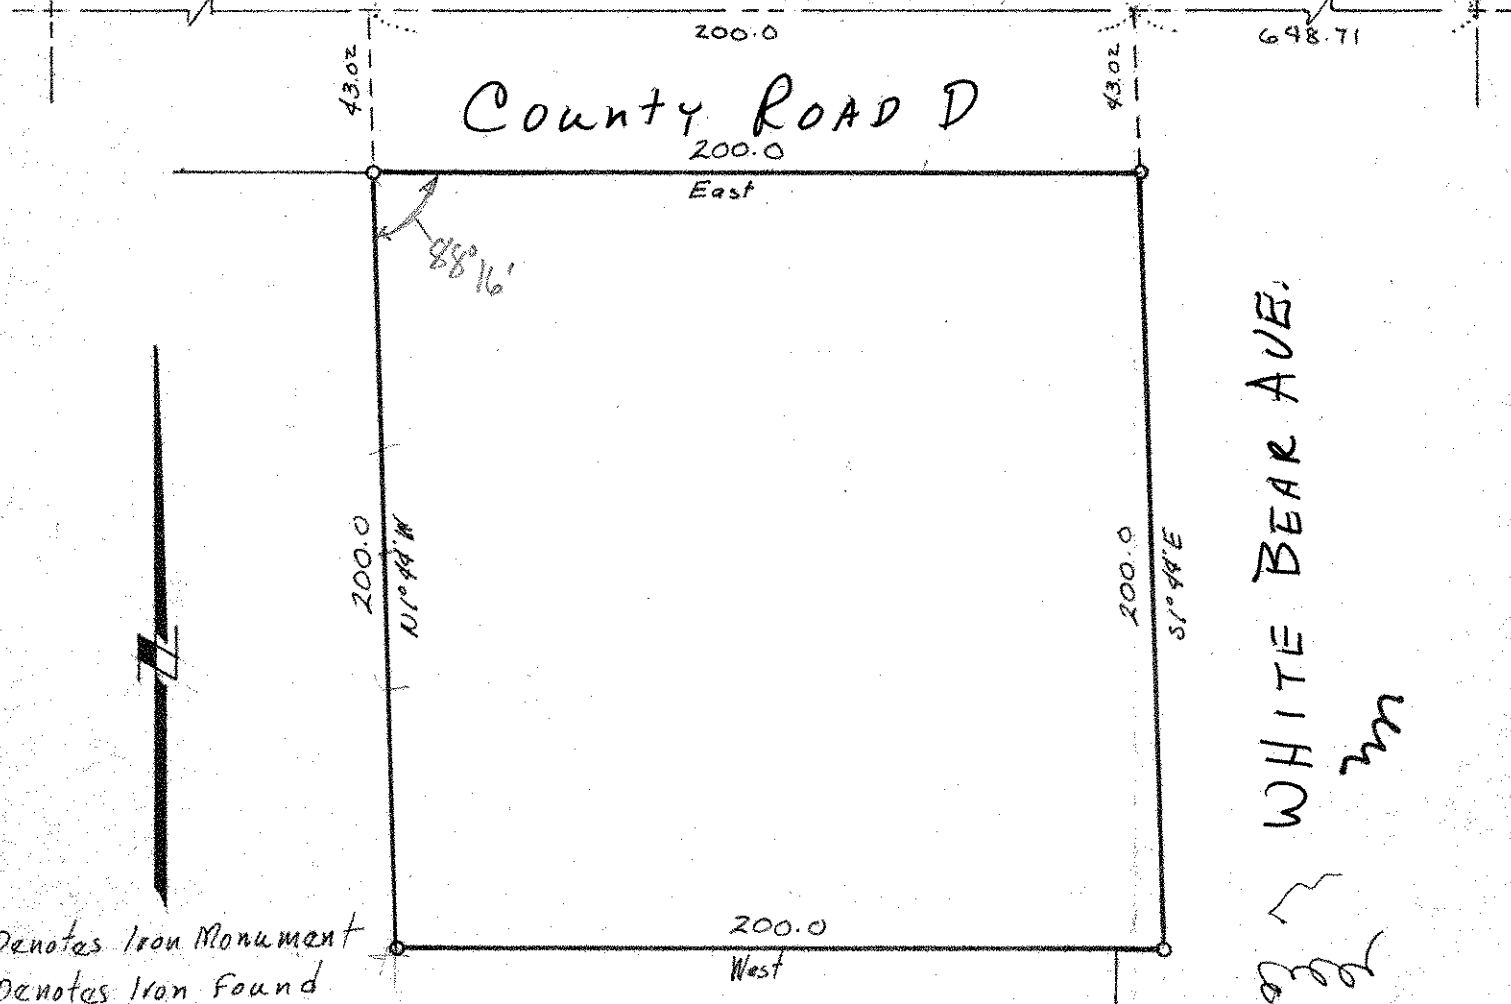 200.0
648.71
43.02
43.02
County Road D
200.0
East
88°16'
200.0
N1°44'W
200.0
S1°44'E
WHITE BEAR AVE.
200.0
West
Denotes Iron Monument
Denotes Iron Found